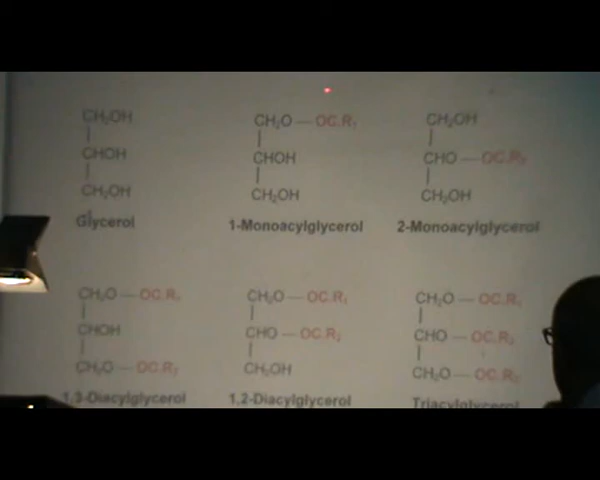 CH₂OH
CHOH
CH₂OH
Glycerol
CH₂O — OC.R₁
CHOH
CH₂OH
1-Monoacylglycerol
CH₂OH
CHO — OC.R₂
CH₂OH
2-Monoacylglycerol
CH₂O — OC.R₁
CHOH
CH₂O — OC.R₃
1,3-Diacylglycerol
CH₂O — OC.R₁
CHO — OC.R₂
CH₂OH
1,2-Diacylglycerol
CH₂O — OC.R₁
CHO — OC.R₂
CH₂O — OC.R₃
Triacylglycerol